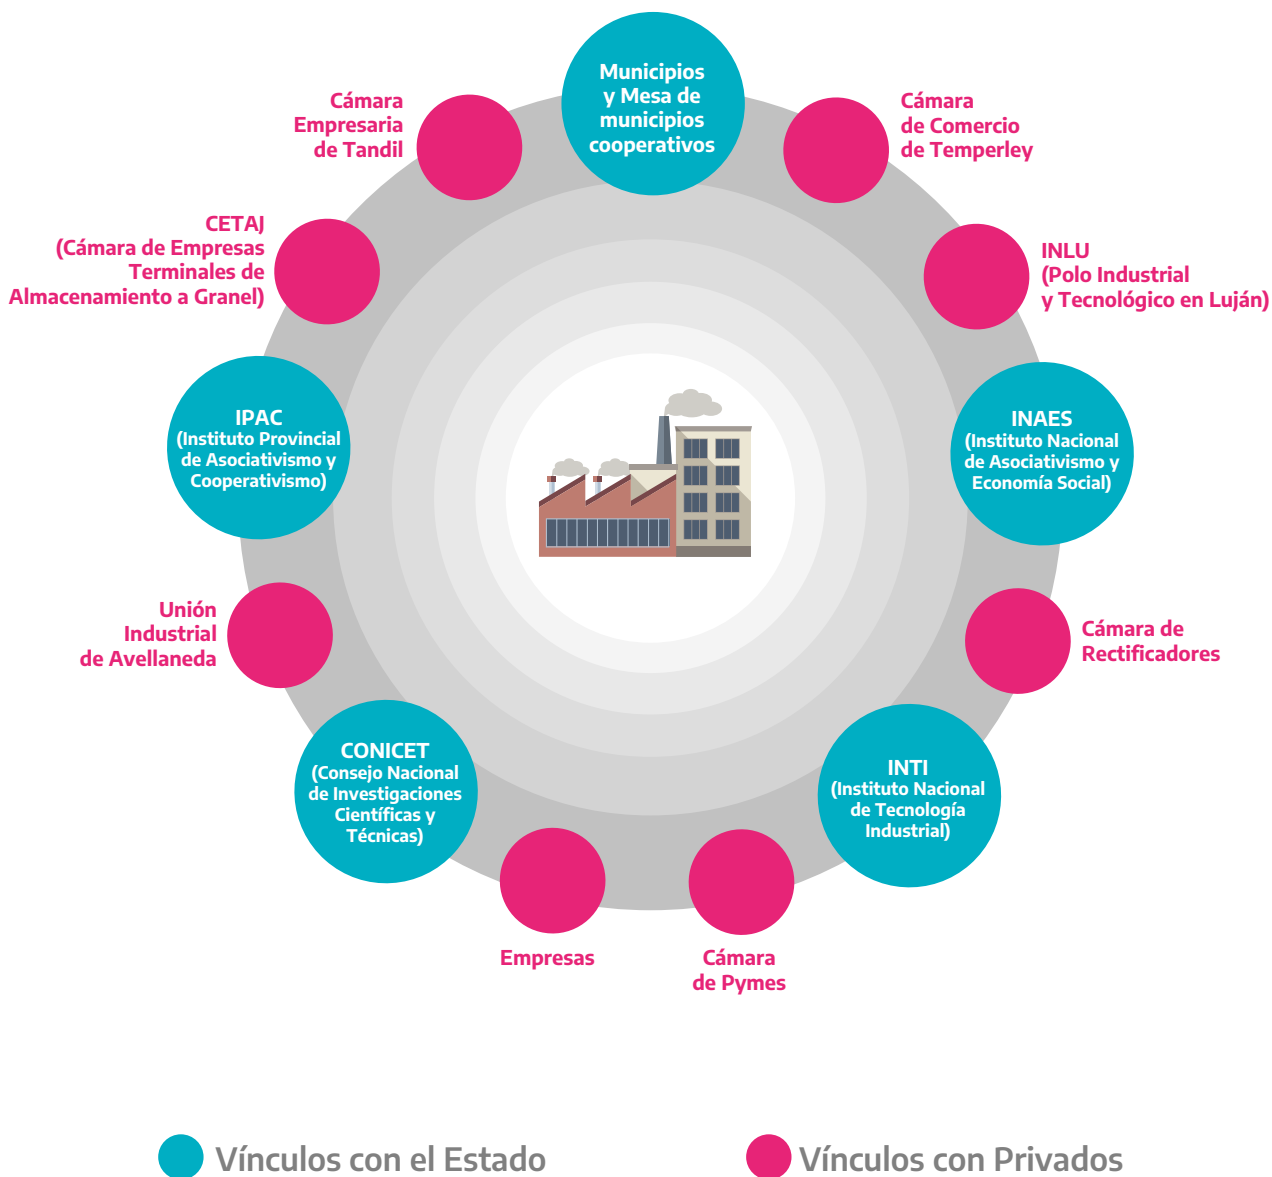 Municipios
y Mesa de
municipios
cooperativos
Cámara
Empresaria
de Tandil
Cámara
de Comercio
de Temperley
CETAJ
(Cámara de Empresas
Terminales de
Almacenamiento a Granel)
INLU
(Polo Industrial
y Tecnológico en Luján)
IPAC
(Instituto Provincial
de Asociativismo y
Cooperativismo)
INAES
(Instituto Nacional
de Asociativismo y
Economía Social)
Unión
Industrial
de Avellaneda
Cámara de
Rectificadores
CONICET
(Consejo Nacional
de Investigaciones
Científicas y
Técnicas)
INTI
(Instituto Nacional
de Tecnología
Industrial)
Empresas
Cámara
de Pymes
Vínculos con el Estado
Vínculos con Privados